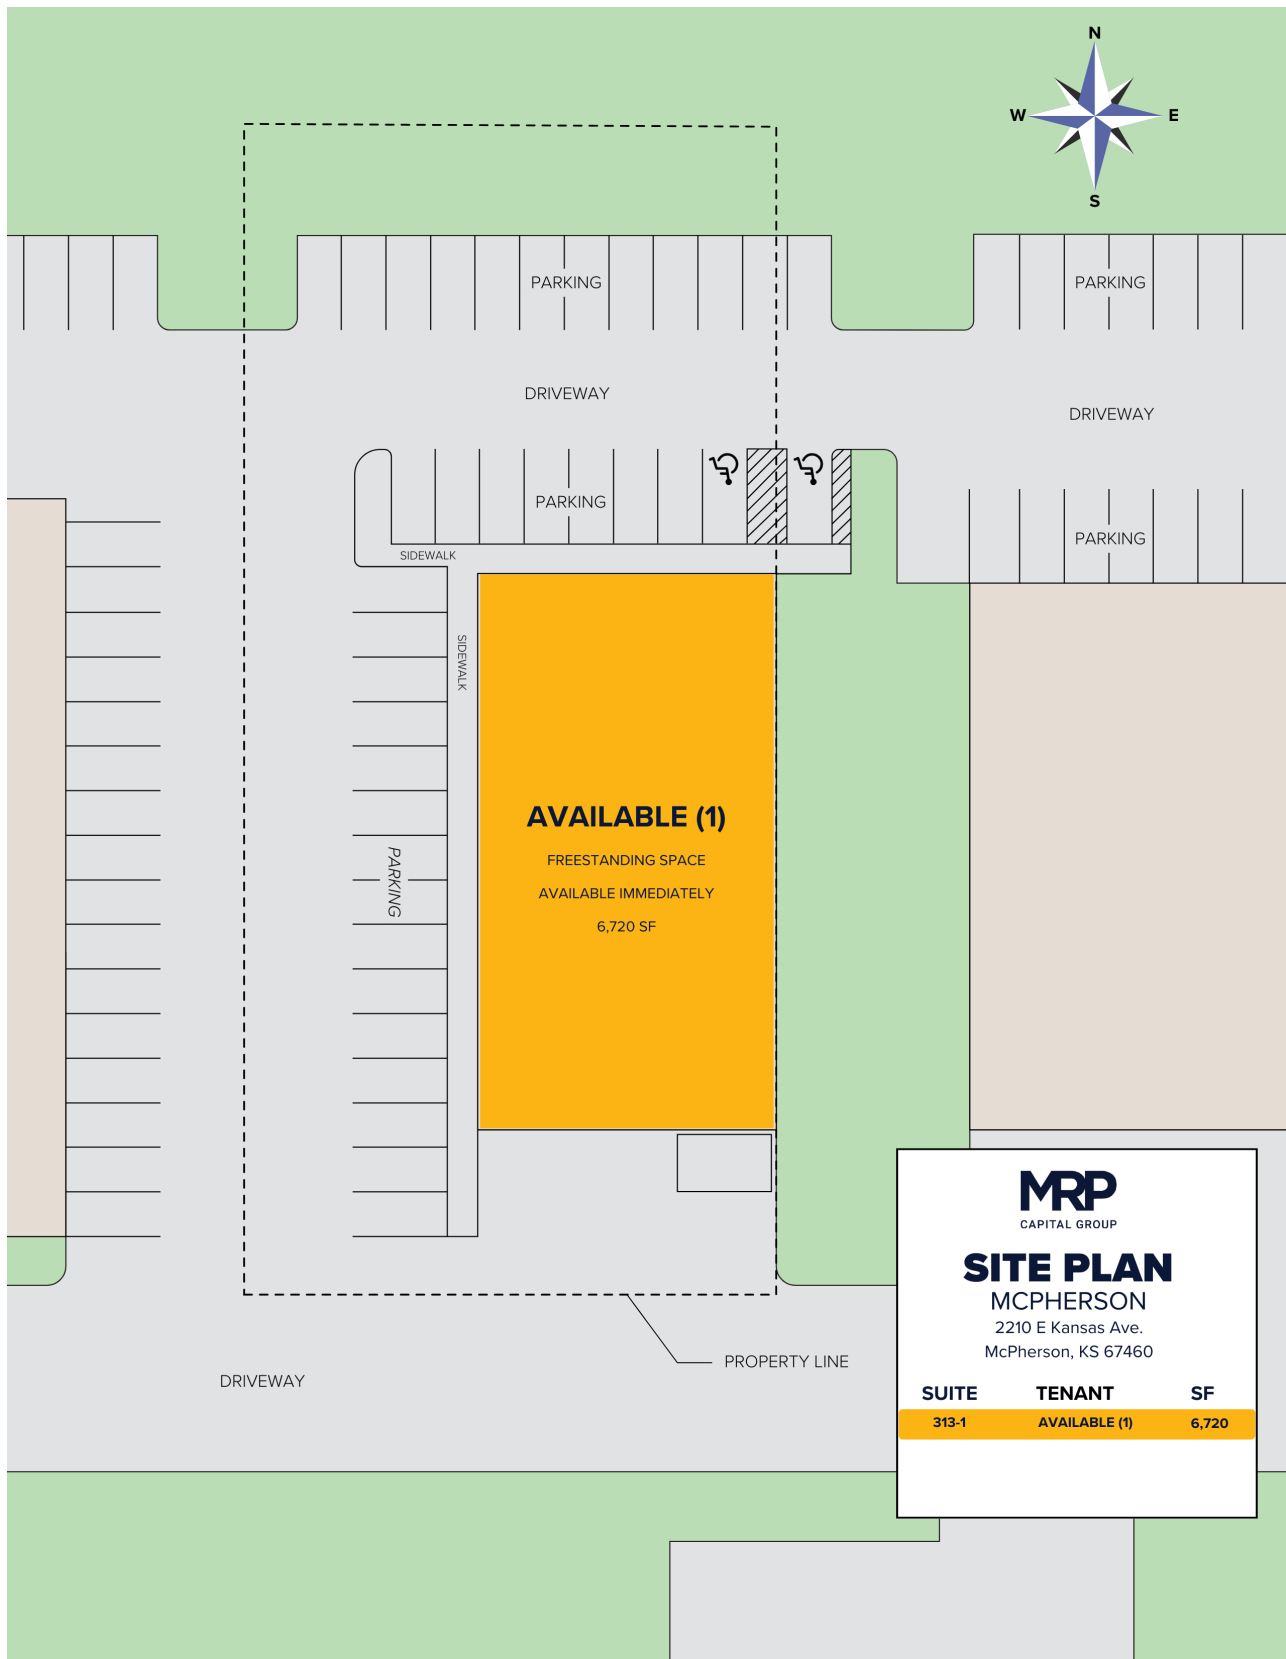 N
W
E
S
PARKING
PARKING
DRIVEWAY
DRIVEWAY
PARKING
PARKING
SIDEWALK
SIDEWALK
AVAILABLE (1)
FREESTANDING SPACE
AVAILABLE IMMEDIATELY
6,720 SF
PARKING
PROPERTY LINE
DRIVEWAY
MRP
CAPITAL GROUP
SITE PLAN
MCPHERSON
2210 E Kansas Ave.
McPherson, KS 67460
SUITE TENANT SF
313-1 AVAILABLE (1) 6,720